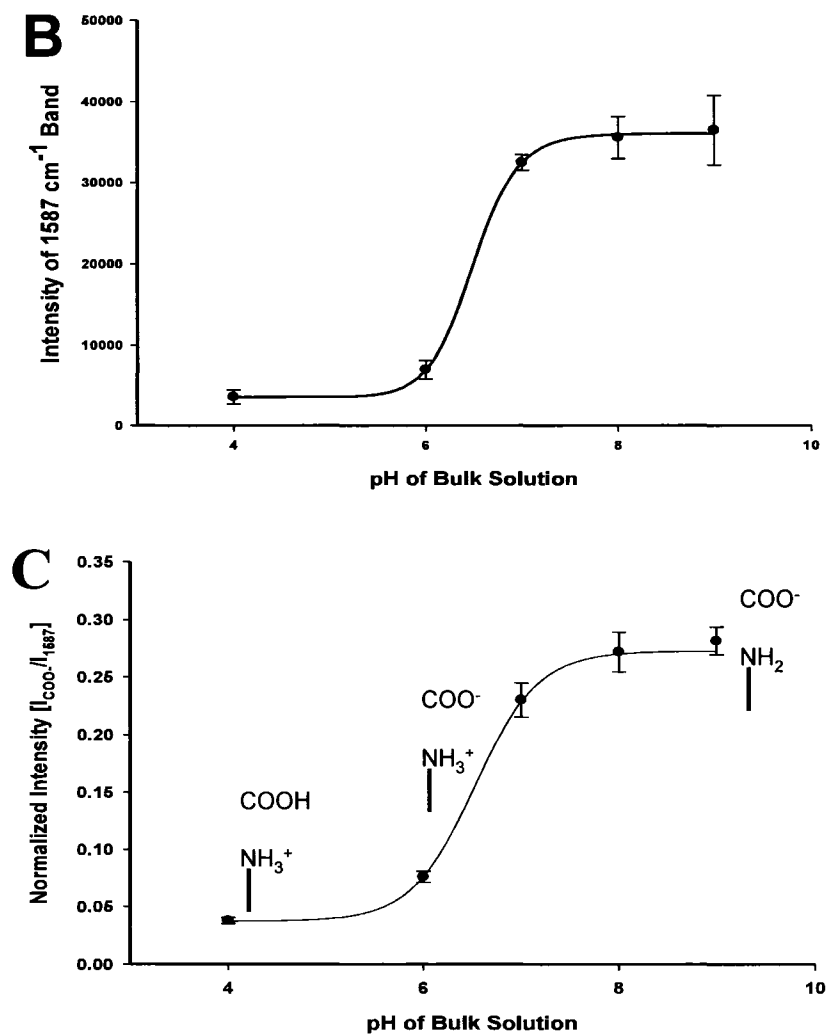 B
Intensity of 1587 cm⁻¹ Band
50000
40000
30000
20000
10000
0
4
6
8
10
pH of Bulk Solution
C
Normalized Intensity [I_COO-/I_1587]
0.35
0.30
0.25
0.20
0.15
0.10
0.05
0.00
COOH
NH₃⁺
COO⁻
NH₃⁺
COO⁻
NH₂
4
6
8
10
pH of Bulk Solution